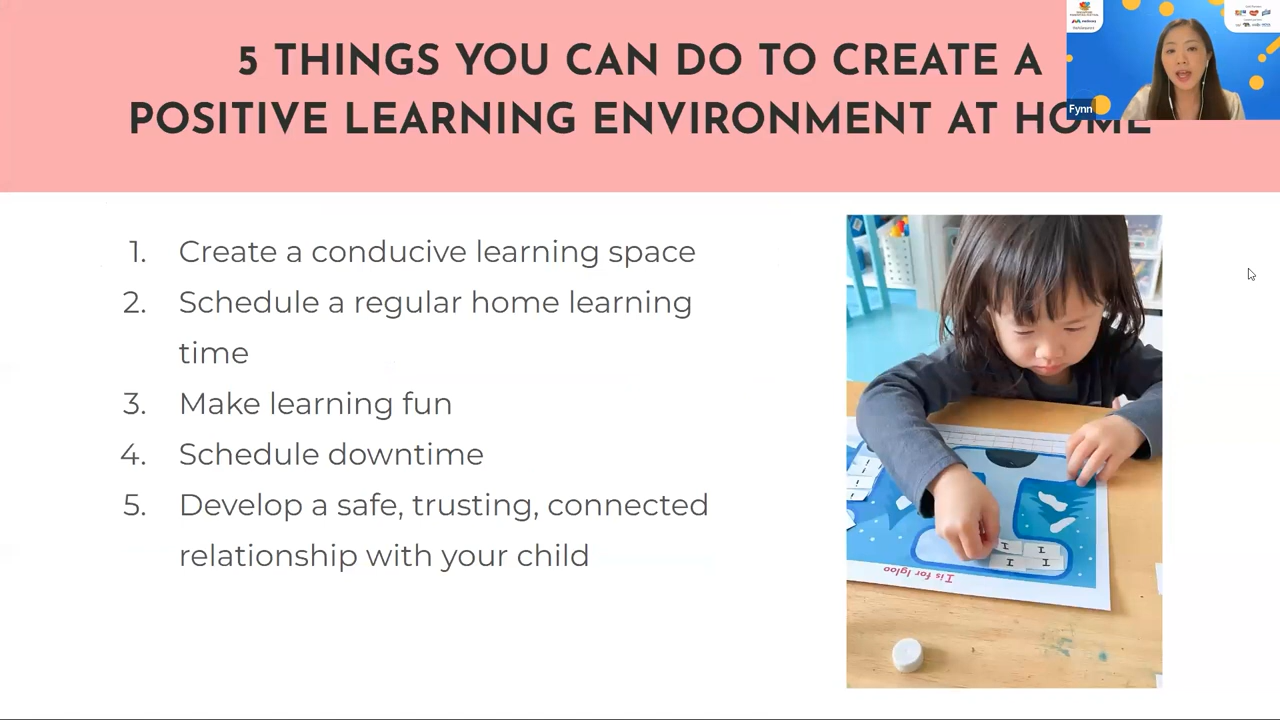 5 THINGS YOU CAN DO TO CREATE A
POSITIVE LEARNING ENVIRONMENT AT HOME
Fynn
1. Create a conducive learning space
2. Schedule a regular home learning
time
3. Make learning fun
4. Schedule downtime
5. Develop a safe, trusting, connected
relationship with your child
I I
I I
I is for Igloo